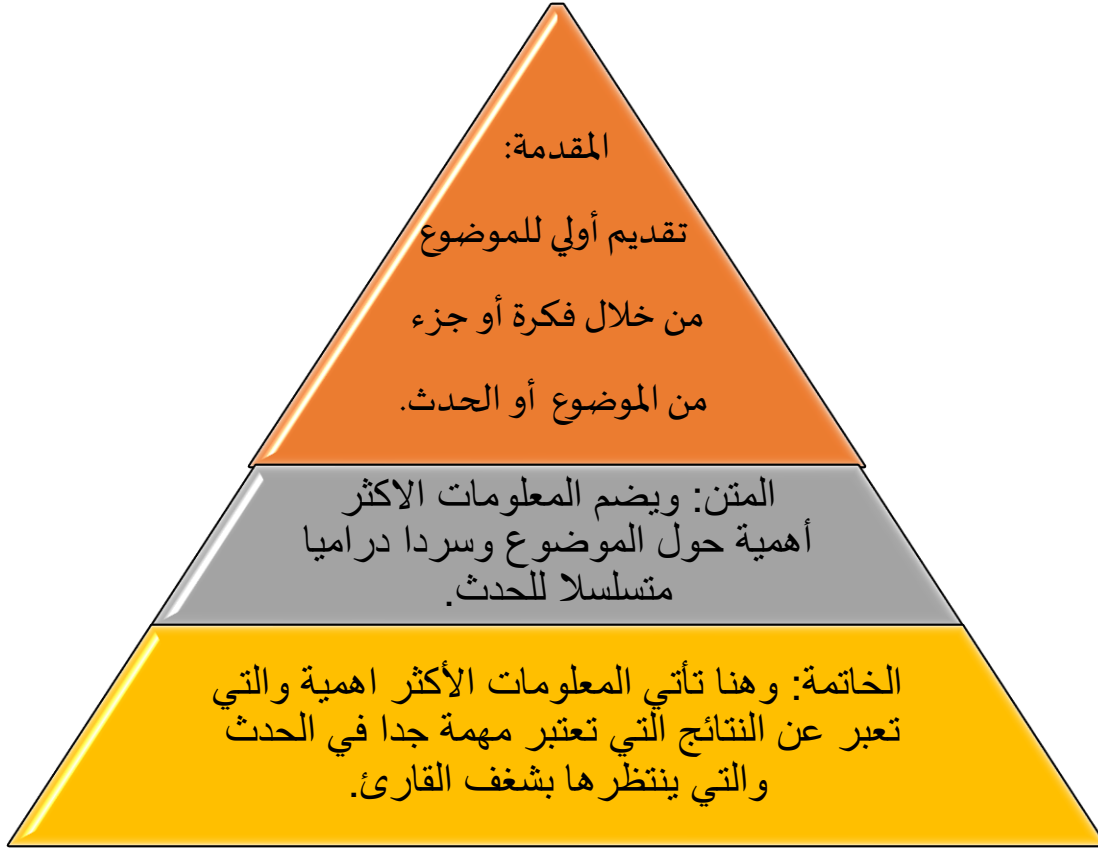 المقدمة:
تقديم أولي للموضوع
من خلال فكرة أو جزء
من الموضوع أو الحدث.
المتن: ويضم المعلومات الاكثر
أهمية حول الموضوع وسردا دراميا
متسلسلا للحدث.
الخاتمة: وهنا تأتي المعلومات الأكثر اهمية والتي
تعبر عن النتائج التي تعتبر مهمة جدا في الحدث
والتي ينتظرها بشغف القارئ.